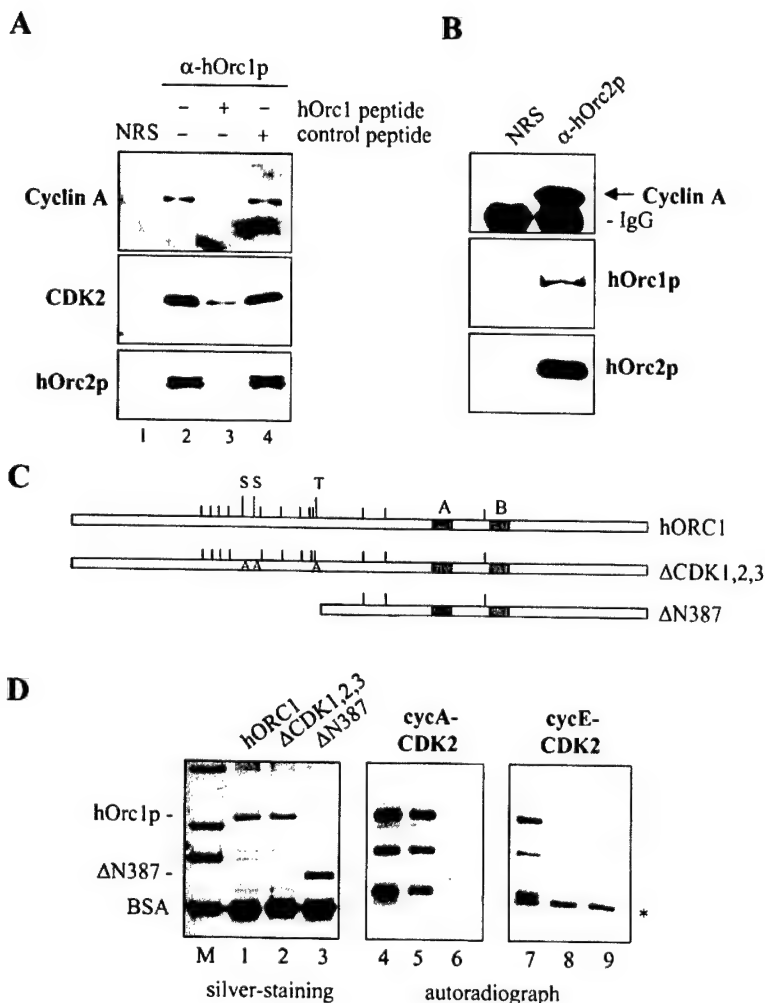 A
α-hOrc1p
- + - hOrc1 peptide
NRS - - + control peptide
Cyclin A
CDK2
hOrc2p
1 2 3 4
B
NRS α-hOrc2p
← Cyclin A
- IgG
hOrc1p
hOrc2p
C
S S T
A B
hORC1
A A A
ΔCDK1,2,3
ΔN387
D
hORC1 ΔCDK1,2,3 ΔN387
cycA-CDK2
cycE-CDK2
hOrc1p -
ΔN387 -
BSA
*
M 1 2 3 4 5 6 7 8 9
silver-staining autoradiograph